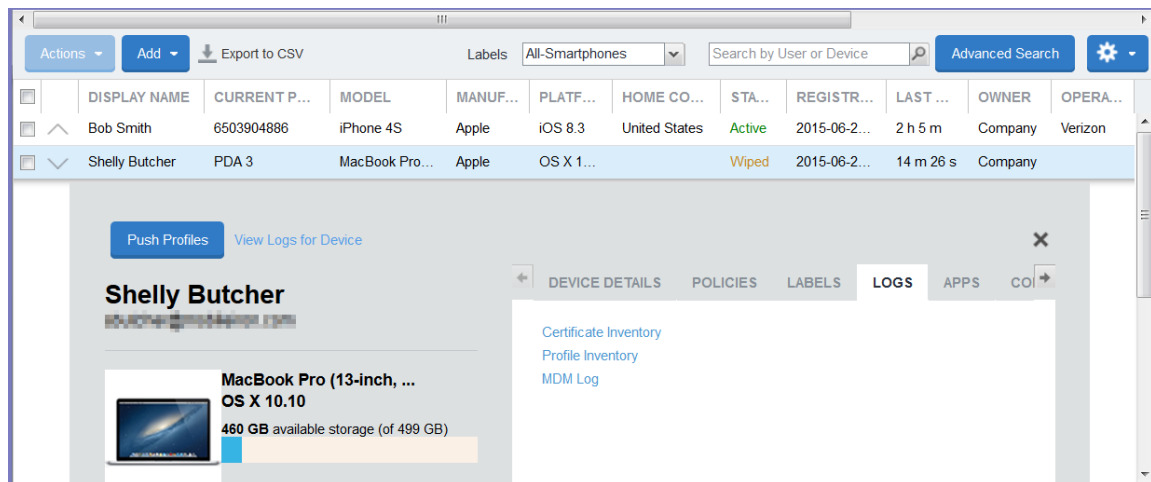 Actions Add Export to CSV Labels All-Smartphones Search by User or Device Advanced Search
DISPLAY NAME CURRENT P... MODEL MANUF... PLATF... HOME CO... STA... REGISTR... LAST ... OWNER OPERA...
Bob Smith 6503904886 iPhone 4S Apple iOS 8.3 United States Active 2015-06-2... 2 h 5 m Company Verizon
Shelly Butcher PDA 3 MacBook Pro... Apple OS X 1... Wiped 2015-06-2... 14 m 26 s Company
Push Profiles View Logs for Device
DEVICE DETAILS POLICIES LABELS LOGS APPS
Shelly Butcher
Certificate Inventory
Profile Inventory
MDM Log
MacBook Pro (13-inch, ...
OS X 10.10
460 GB available storage (of 499 GB)